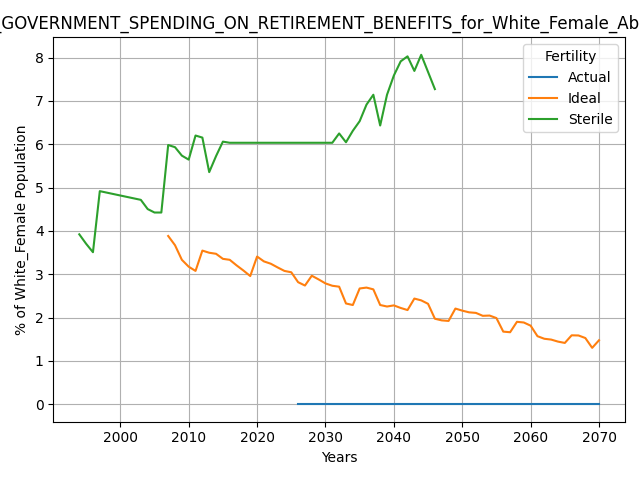 _GOVERNMENT_SPENDING_ON_RETIREMENT_BENEFITS_for_White_Female_Ab
Fertility
Actual
Ideal
Sterile
% of White_Female Population
8
7
6
5
4
3
2
1
0
2000 2010 2020 2030 2040 2050 2060 2070
Years